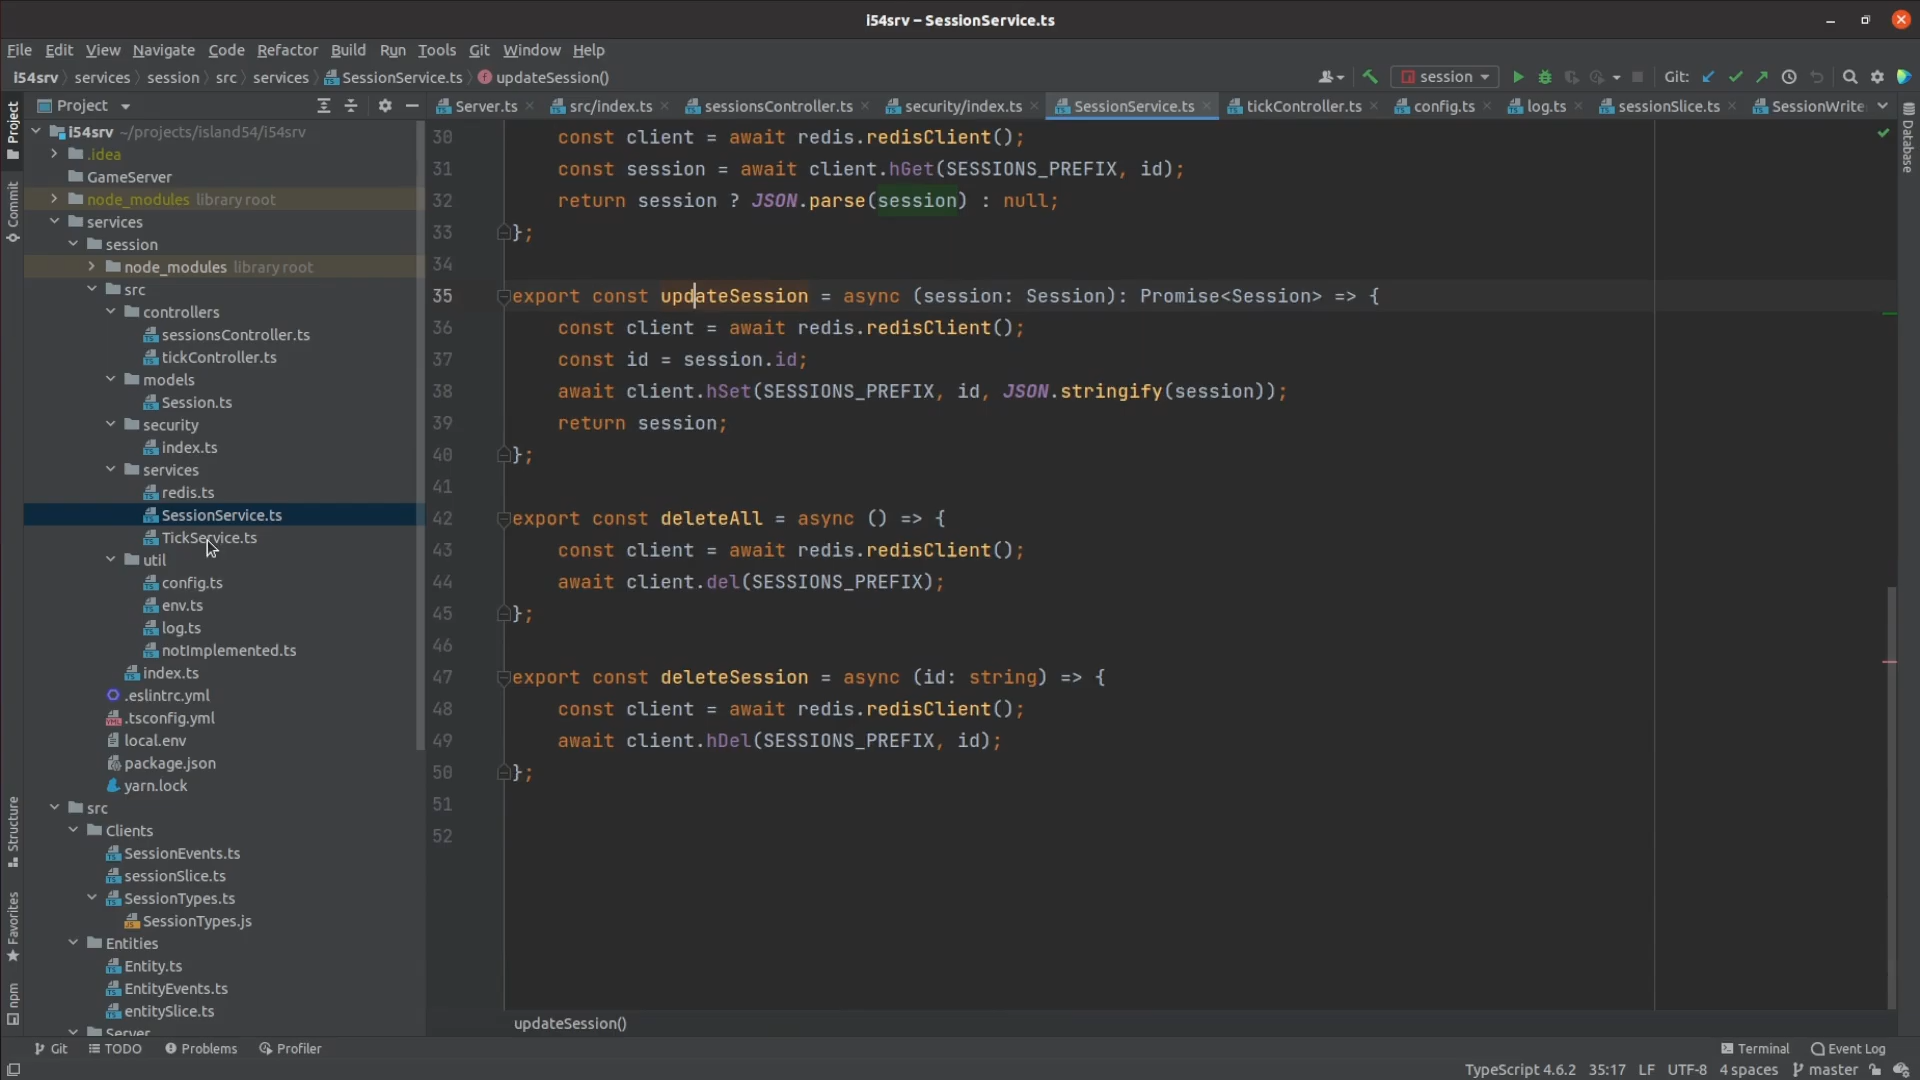 i54srv – SessionService.ts
File Edit View Navigate Code Refactor Build Run Tools Git Window Help
i54srv services session src services SessionService.ts updateSession() session Git:
Project Server.ts src/index.ts sessionsController.ts security/index.ts SessionService.ts tickController.ts config.ts log.ts sessionSlice.ts SessionWrite
Project
Commit
Structure
Favorites
npm
Database
i54srv ~/projects/island54/i54srv
.idea
GameServer
node_modules library root
services
session
node_modules library root
src
controllers
sessionsController.ts
tickController.ts
models
Session.ts
security
index.ts
services
redis.ts
SessionService.ts
TickService.ts
util
config.ts
env.ts
log.ts
notImplemented.ts
index.ts
.eslintrc.yml
.tsconfig.yml
local.env
package.json
yarn.lock
src
Clients
SessionEvents.ts
sessionSlice.ts
SessionTypes.ts
SessionTypes.js
Entities
Entity.ts
EntityEvents.ts
entitySlice.ts
Server
30 const client = await redis.redisClient();
31 const session = await client.hGet(SESSIONS_PREFIX, id);
32 return session ? JSON.parse(session) : null;
33 };
34
35 export const updateSession = async (session: Session): Promise<Session> => {
36 const client = await redis.redisClient();
37 const id = session.id;
38 await client.hSet(SESSIONS_PREFIX, id, JSON.stringify(session));
39 return session;
40 };
41
42 export const deleteAll = async () => {
43 const client = await redis.redisClient();
44 await client.del(SESSIONS_PREFIX);
45 };
46
47 export const deleteSession = async (id: string) => {
48 const client = await redis.redisClient();
49 await client.hDel(SESSIONS_PREFIX, id);
50 };
51
52
updateSession()
Git TODO Problems Profiler Terminal Event Log
TypeScript 4.6.2 35:17 LF UTF-8 4 spaces master